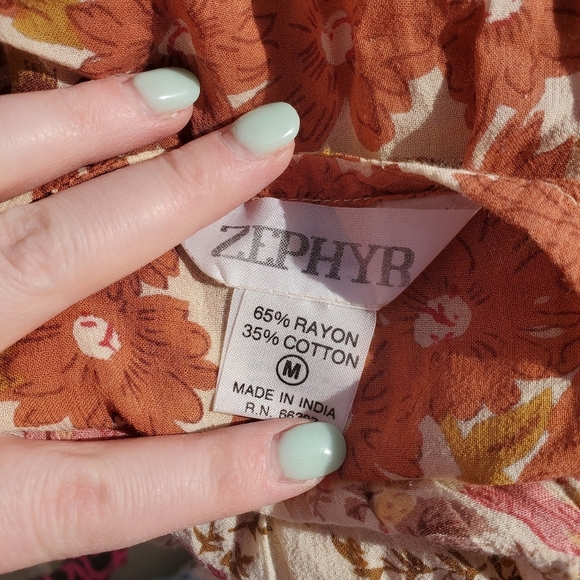 ZEPHYR
65% RAYON
35% COTTON
M
MADE IN INDIA
R.N.